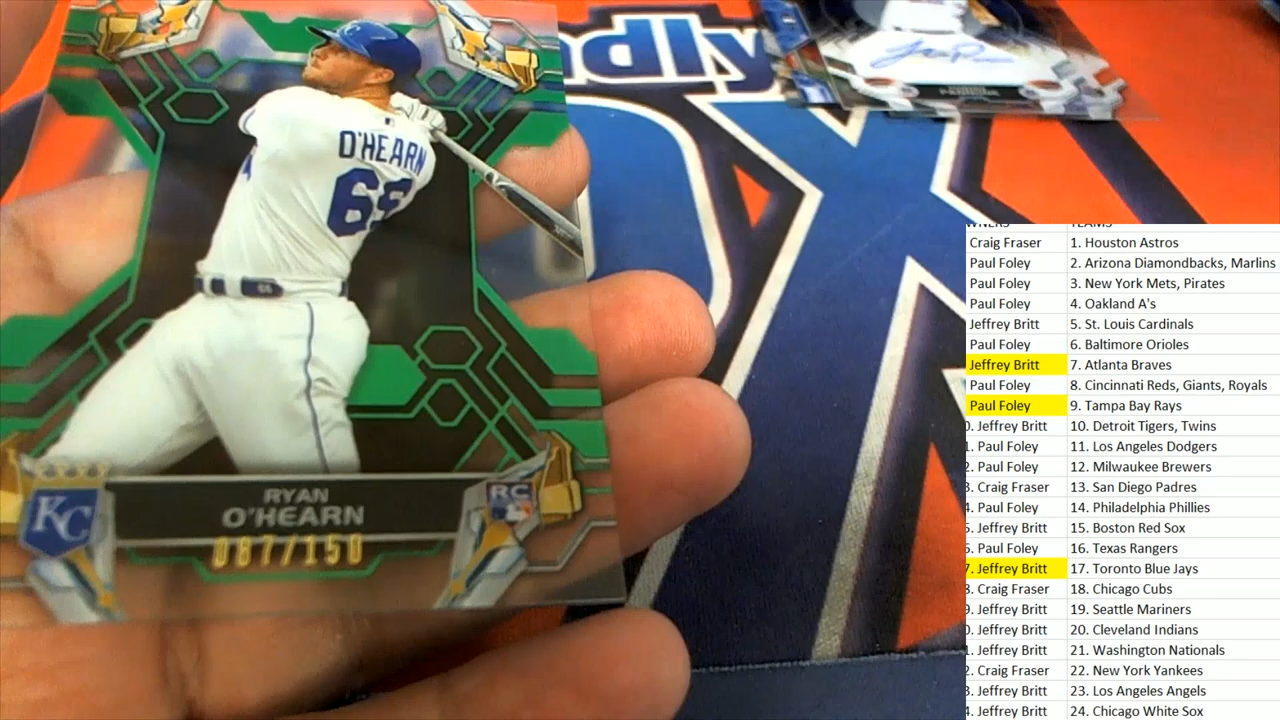 dly
KC
O'HEARN
66
66
RYAN
O'HEARN
087/150
KC
RC
Craig Fraser 1. Houston Astros
Paul Foley 2. Arizona Diamondbacks, Marlins
Paul Foley 3. New York Mets, Pirates
Paul Foley 4. Oakland A's
Jeffrey Britt 5. St. Louis Cardinals
Paul Foley 6. Baltimore Orioles
Jeffrey Britt 7. Atlanta Braves
Paul Foley 8. Cincinnati Reds, Giants, Royals
Paul Foley 9. Tampa Bay Rays
0. Jeffrey Britt 10. Detroit Tigers, Twins
1. Paul Foley 11. Los Angeles Dodgers
2. Paul Foley 12. Milwaukee Brewers
3. Craig Fraser 13. San Diego Padres
4. Paul Foley 14. Philadelphia Phillies
5. Jeffrey Britt 15. Boston Red Sox
6. Paul Foley 16. Texas Rangers
7. Jeffrey Britt 17. Toronto Blue Jays
8. Craig Fraser 18. Chicago Cubs
9. Jeffrey Britt 19. Seattle Mariners
0. Jeffrey Britt 20. Cleveland Indians
1. Jeffrey Britt 21. Washington Nationals
2. Craig Fraser 22. New York Yankees
3. Jeffrey Britt 23. Los Angeles Angels
4. Jeffrey Britt 24. Chicago White Sox